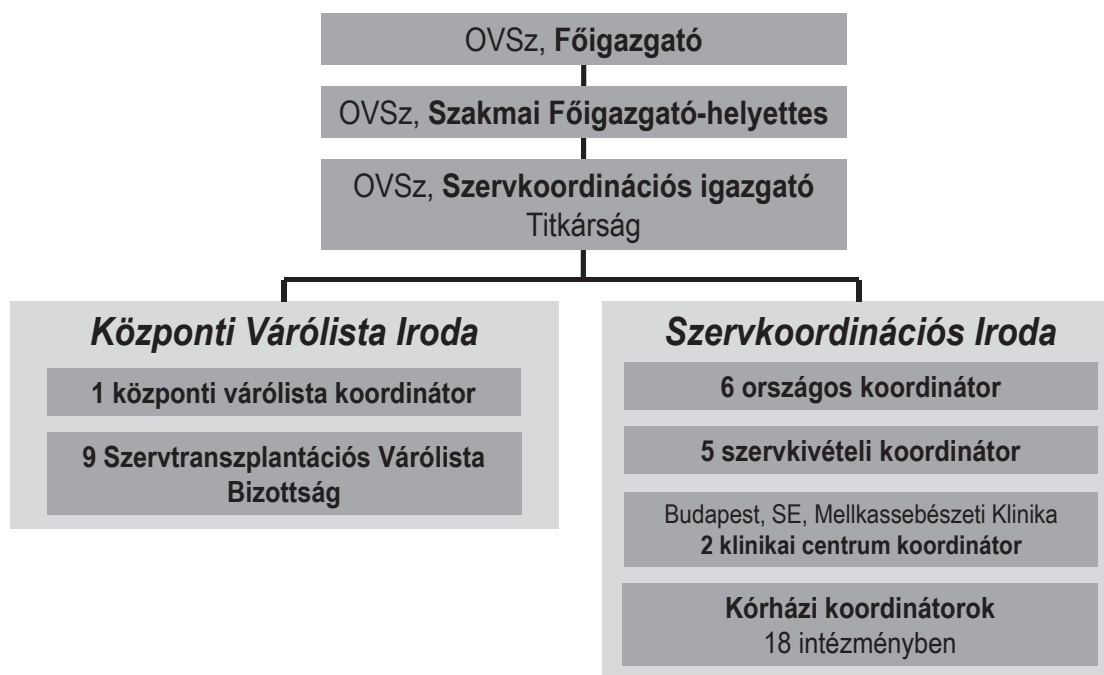 OVSz, Főigazgató
OVSz, Szakmai Főigazgató-helyettes
OVSz, Szervkoordinációs igazgató
Titkárság
Központi Várólista Iroda
1 központi várólista koordinátor
9 Szervtranszplantációs Várólista
Bizottság
Szervkoordinációs Iroda
6 országos koordinátor
5 szervkivételi koordinátor
Budapest, SE, Mellkassebészeti Klinika
2 klinikai centrum koordinátor
Kórházi koordinátorok
18 intézményben